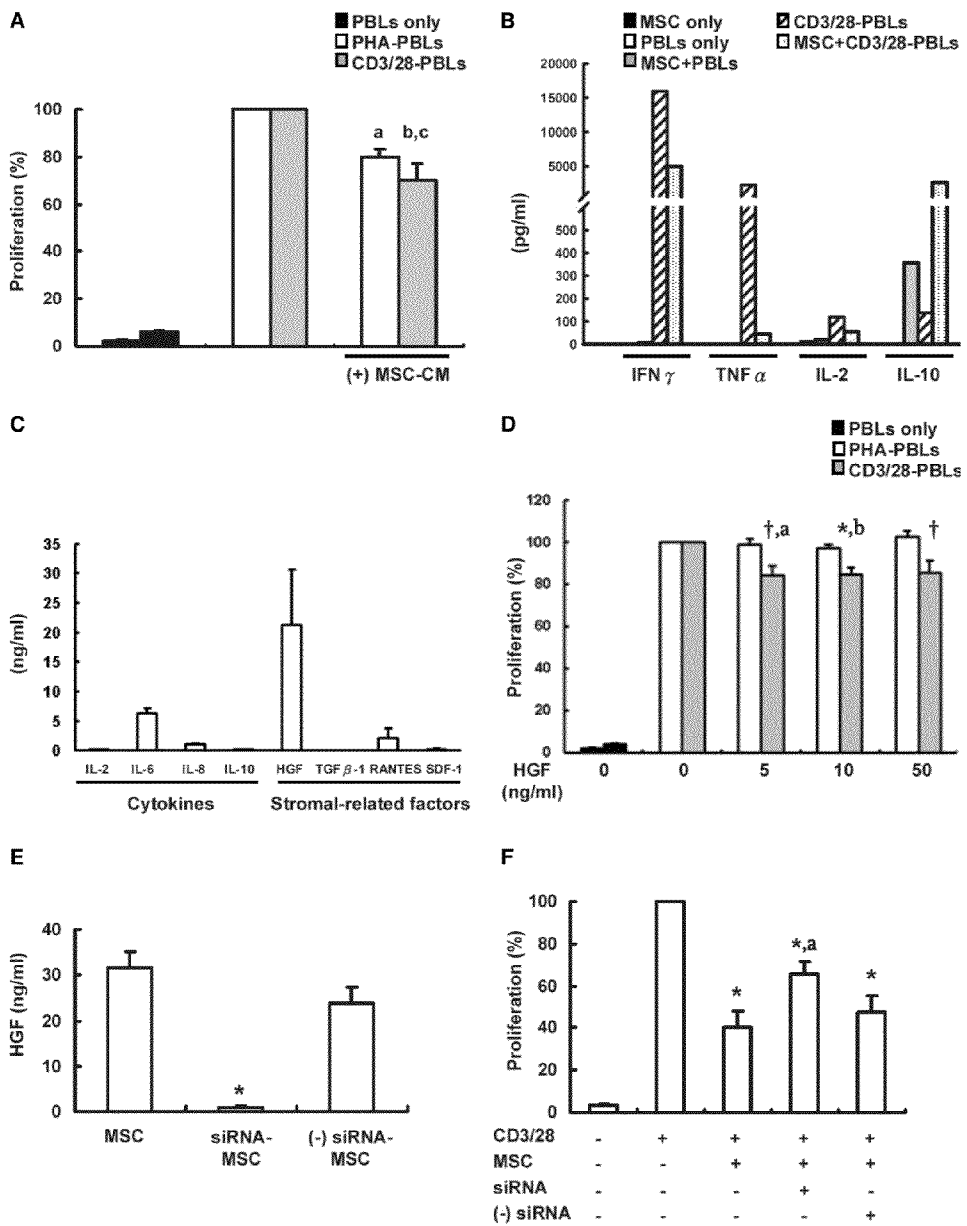 A
PBLs only
PHA-PBLs
CD3/28-PBLs
Proliferation (%)
100
80
60
40
20
0
a
b,c
(+) MSC-CM
B
MSC only
PBLs only
MSC+PBLs
CD3/28-PBLs
MSC+CD3/28-PBLs
(pg/ml)
20000
15000
10000
5000
500
400
300
200
100
0
IFN γ
TNF α
IL-2
IL-10
C
(ng/ml)
35
30
25
20
15
10
5
0
IL-2
IL-6
IL-8
IL-10
HGF
TGF β-1
RANTES
SDF-1
Cytokines
Stromal-related factors
D
PBLs only
PHA-PBLs
CD3/28-PBLs
Proliferation (%)
120
100
80
60
40
20
0
†,a
*,b
†
HGF
(ng/ml)
0
0
5
10
50
E
HGF (ng/ml)
40
30
20
10
0
*
MSC
siRNA-
MSC
(-) siRNA-
MSC
F
Proliferation (%)
100
80
60
40
20
0
*
*,a
*
CD3/28 - + + + +
MSC - - + + +
siRNA - - - + -
(-) siRNA - - - - +